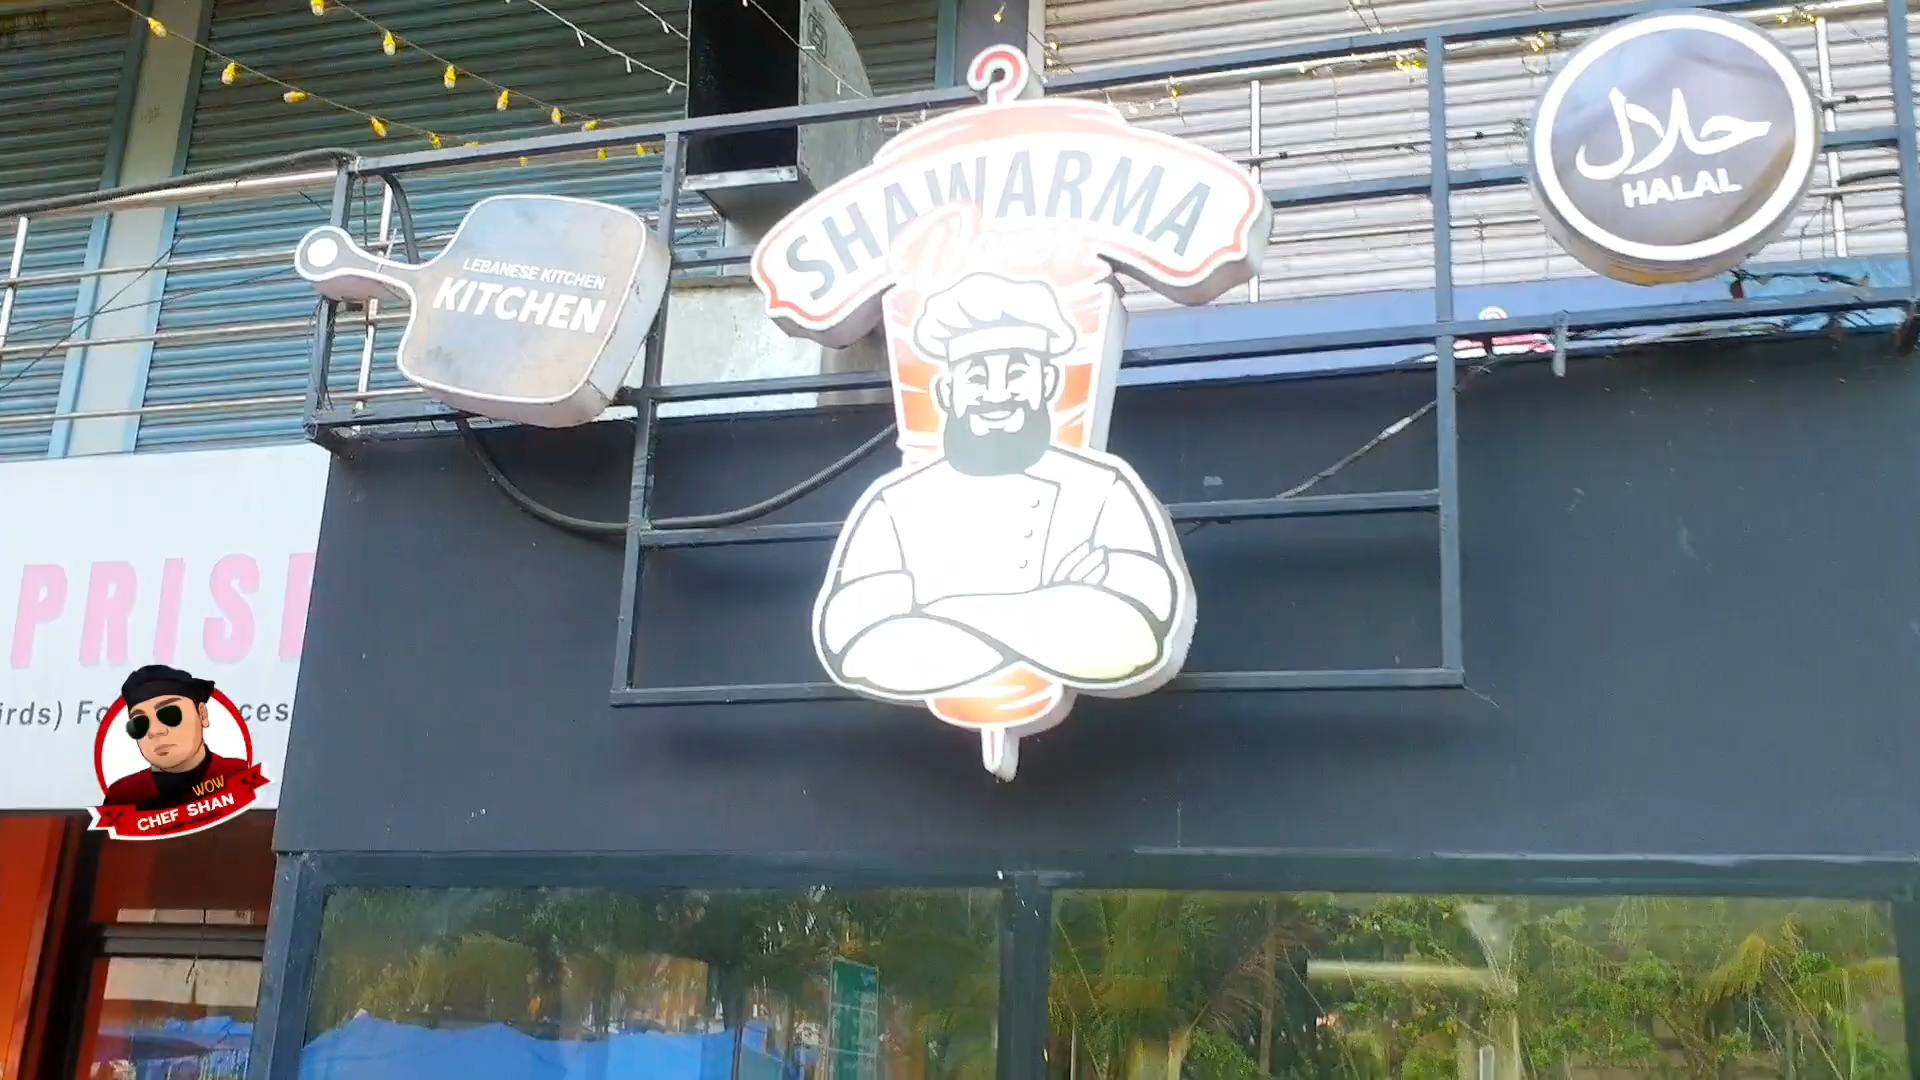 LEBANESE KITCHEN
KITCHEN
SHAWARMA
حلال
HALAL
PRIS
irds) Fo
ces
WOW
CHEF SHAN